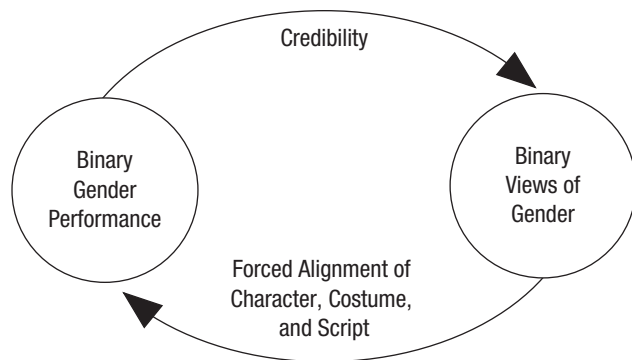 Credibility
Binary
Gender
Performance
Binary
Views of
Gender
Forced Alignment of
Character, Costume,
and Script